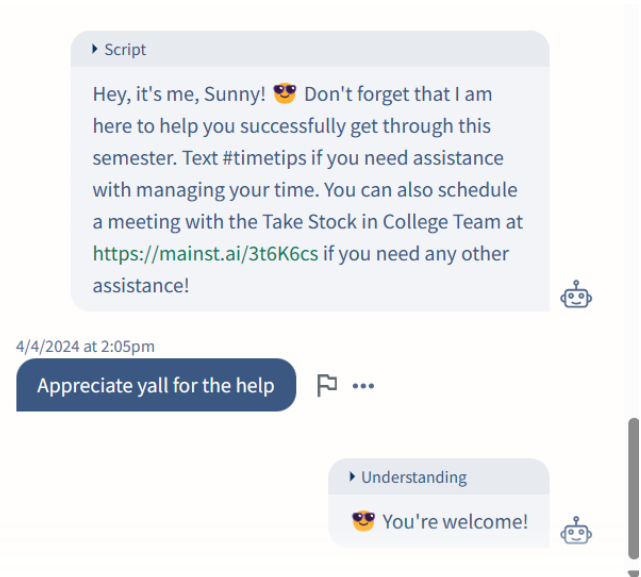 Script
Hey, it's me, Sunny! 😎 Don't forget that I am
here to help you successfully get through this
semester. Text #timetips if you need assistance
with managing your time. You can also schedule
a meeting with the Take Stock in College Team at
https://mainst.ai/3t6K6cs if you need any other
assistance!
4/4/2024 at 2:05pm
Appreciate yall for the help
Understanding
😎 You're welcome!